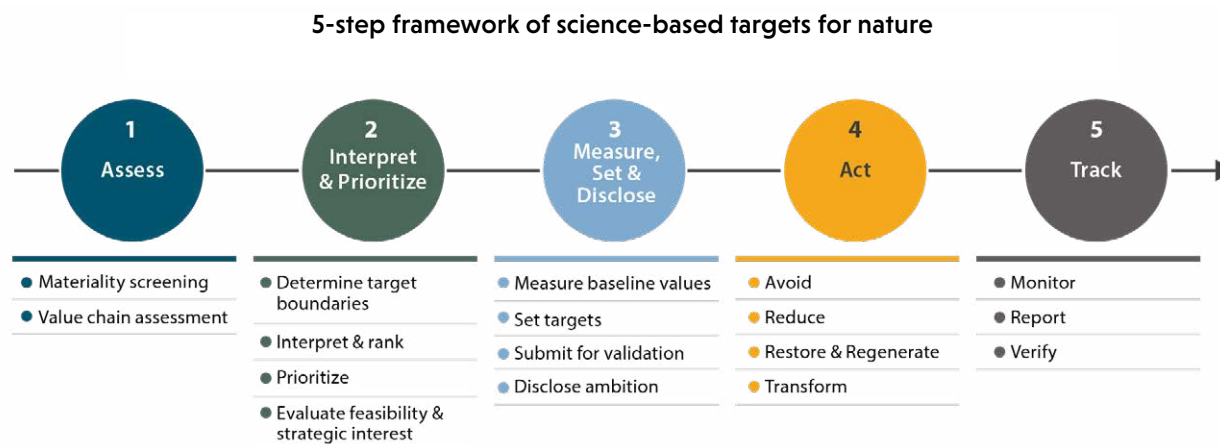 5-step framework of science-based targets for nature
1
Assess
2
Interpret
& Prioritize
3
Measure,
Set &
Disclose
4
Act
5
Track
Materiality screening
Value chain assessment
Determine target
boundaries
Interpret & rank
Prioritize
Evaluate feasibility &
strategic interest
Measure baseline values
Set targets
Submit for validation
Disclose ambition
Avoid
Reduce
Restore & Regenerate
Transform
Monitor
Report
Verify